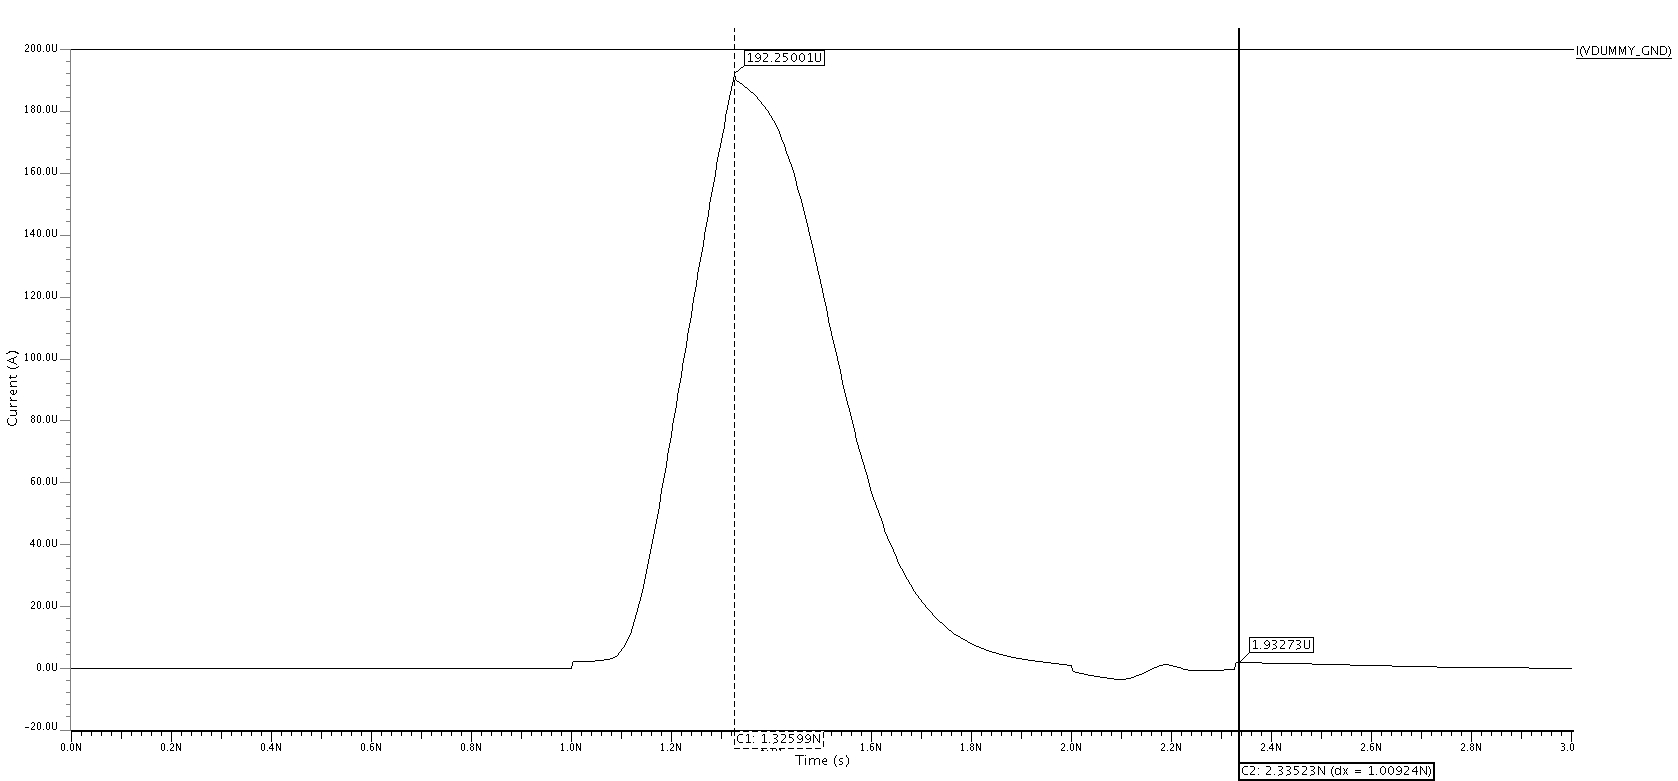 200.0U
192.25001U
I(VDUMMY_GND)
180.0U
160.0U
140.0U
120.0U
100.0U
Current (A)
80.0U
60.0U
40.0U
20.0U
1.93273U
0.0U
-20.0U
C1: 1.32599N
0.0N 0.2N 0.4N 0.6N 0.8N 1.0N 1.2N 1.6N 1.8N 2.0N 2.2N 2.4N 2.6N 2.8N 3.0
Time (s)
C2: 2.33523N (dx = 1.00924N)